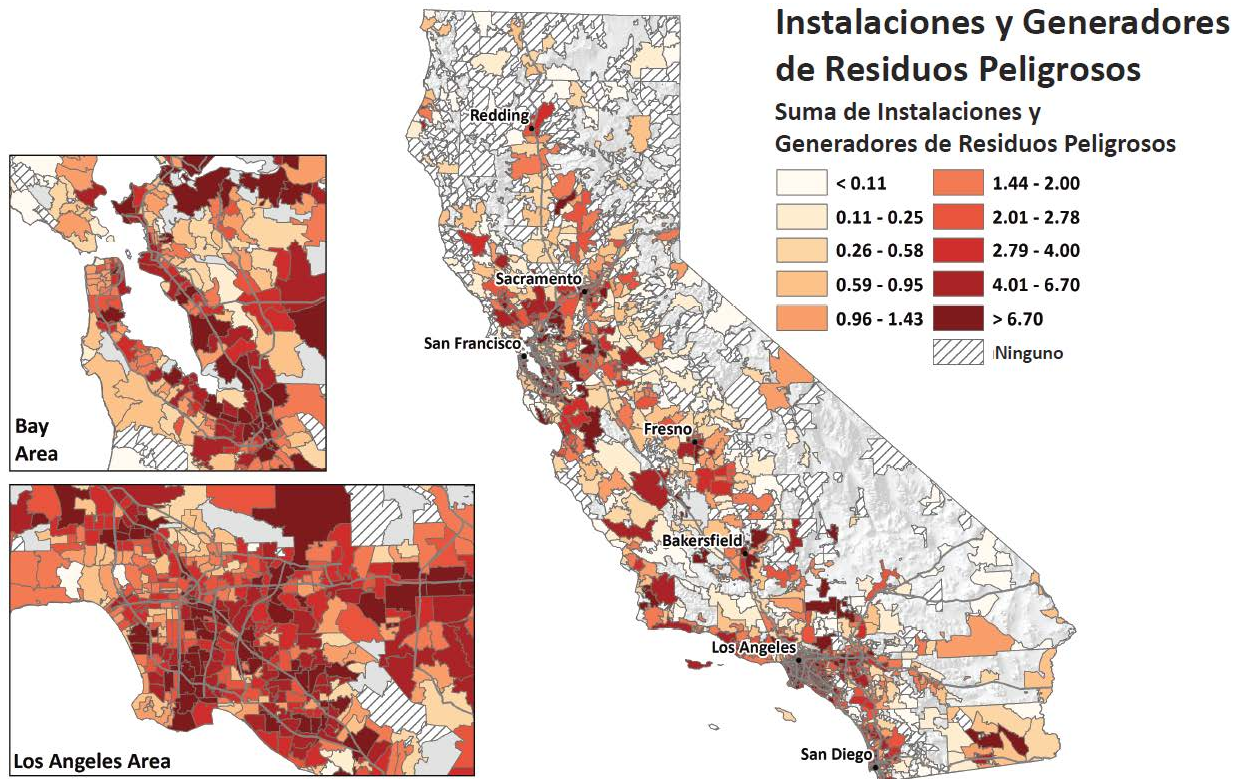 Instalaciones y Generadores
de Residuos Peligrosos
Suma de Instalaciones y
Generadores de Residuos Peligrosos
< 0.11
0.11 - 0.25
0.26 - 0.58
0.59 - 0.95
0.96 - 1.43
1.44 - 2.00
2.01 - 2.78
2.79 - 4.00
4.01 - 6.70
> 6.70
Ninguno
Redding
Sacramento
San Francisco
Fresno
Bakersfield
Los Angeles
San Diego
Bay
Area
Los Angeles Area